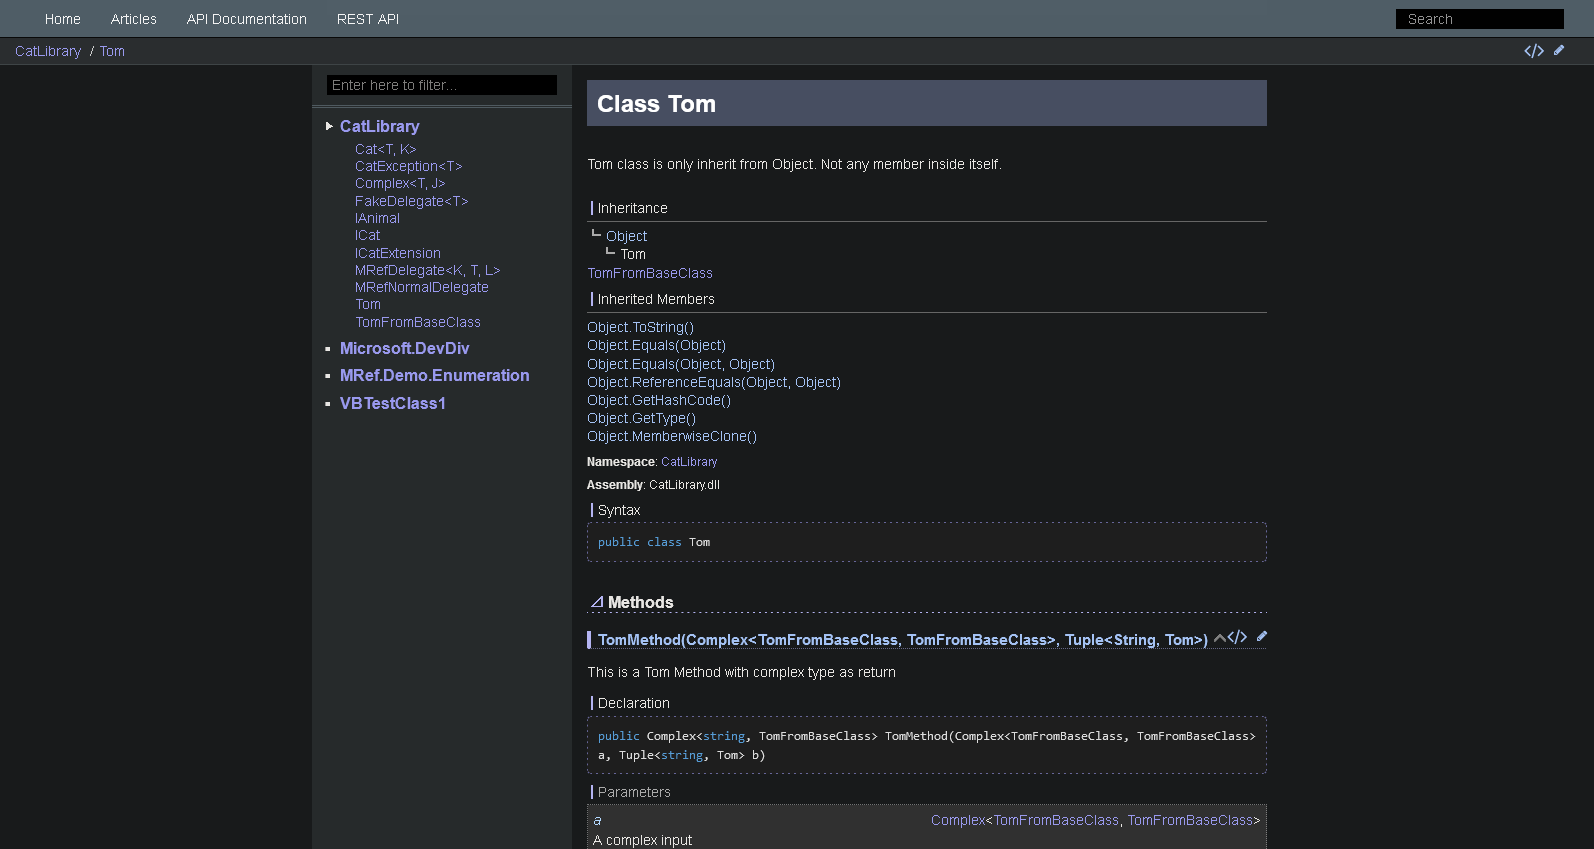 Home Articles API Documentation REST API Search
CatLibrary / Tom </>
Enter here to filter...
CatLibrary
Cat<T, K>
CatException<T>
Complex<T, J>
FakeDelegate<T>
IAnimal
ICat
ICatExtension
MRefDelegate<K, T, L>
MRefNormalDelegate
Tom
TomFromBaseClass
Microsoft.DevDiv
MRef.Demo.Enumeration
VBTestClass1
Class Tom
Tom class is only inherit from Object. Not any member inside itself.
Inheritance
Object
Tom
TomFromBaseClass
Inherited Members
Object.ToString()
Object.Equals(Object)
Object.Equals(Object, Object)
Object.ReferenceEquals(Object, Object)
Object.GetHashCode()
Object.GetType()
Object.MemberwiseClone()
Namespace: CatLibrary
Assembly: CatLibrary.dll
Syntax
public class Tom
Methods
TomMethod(Complex<TomFromBaseClass, TomFromBaseClass>, Tuple<String, Tom>) </>
This is a Tom Method with complex type as return
Declaration
public Complex<string, TomFromBaseClass> TomMethod(Complex<TomFromBaseClass, TomFromBaseClass>
a, Tuple<string, Tom> b)
Parameters
a Complex<TomFromBaseClass, TomFromBaseClass>
A complex input